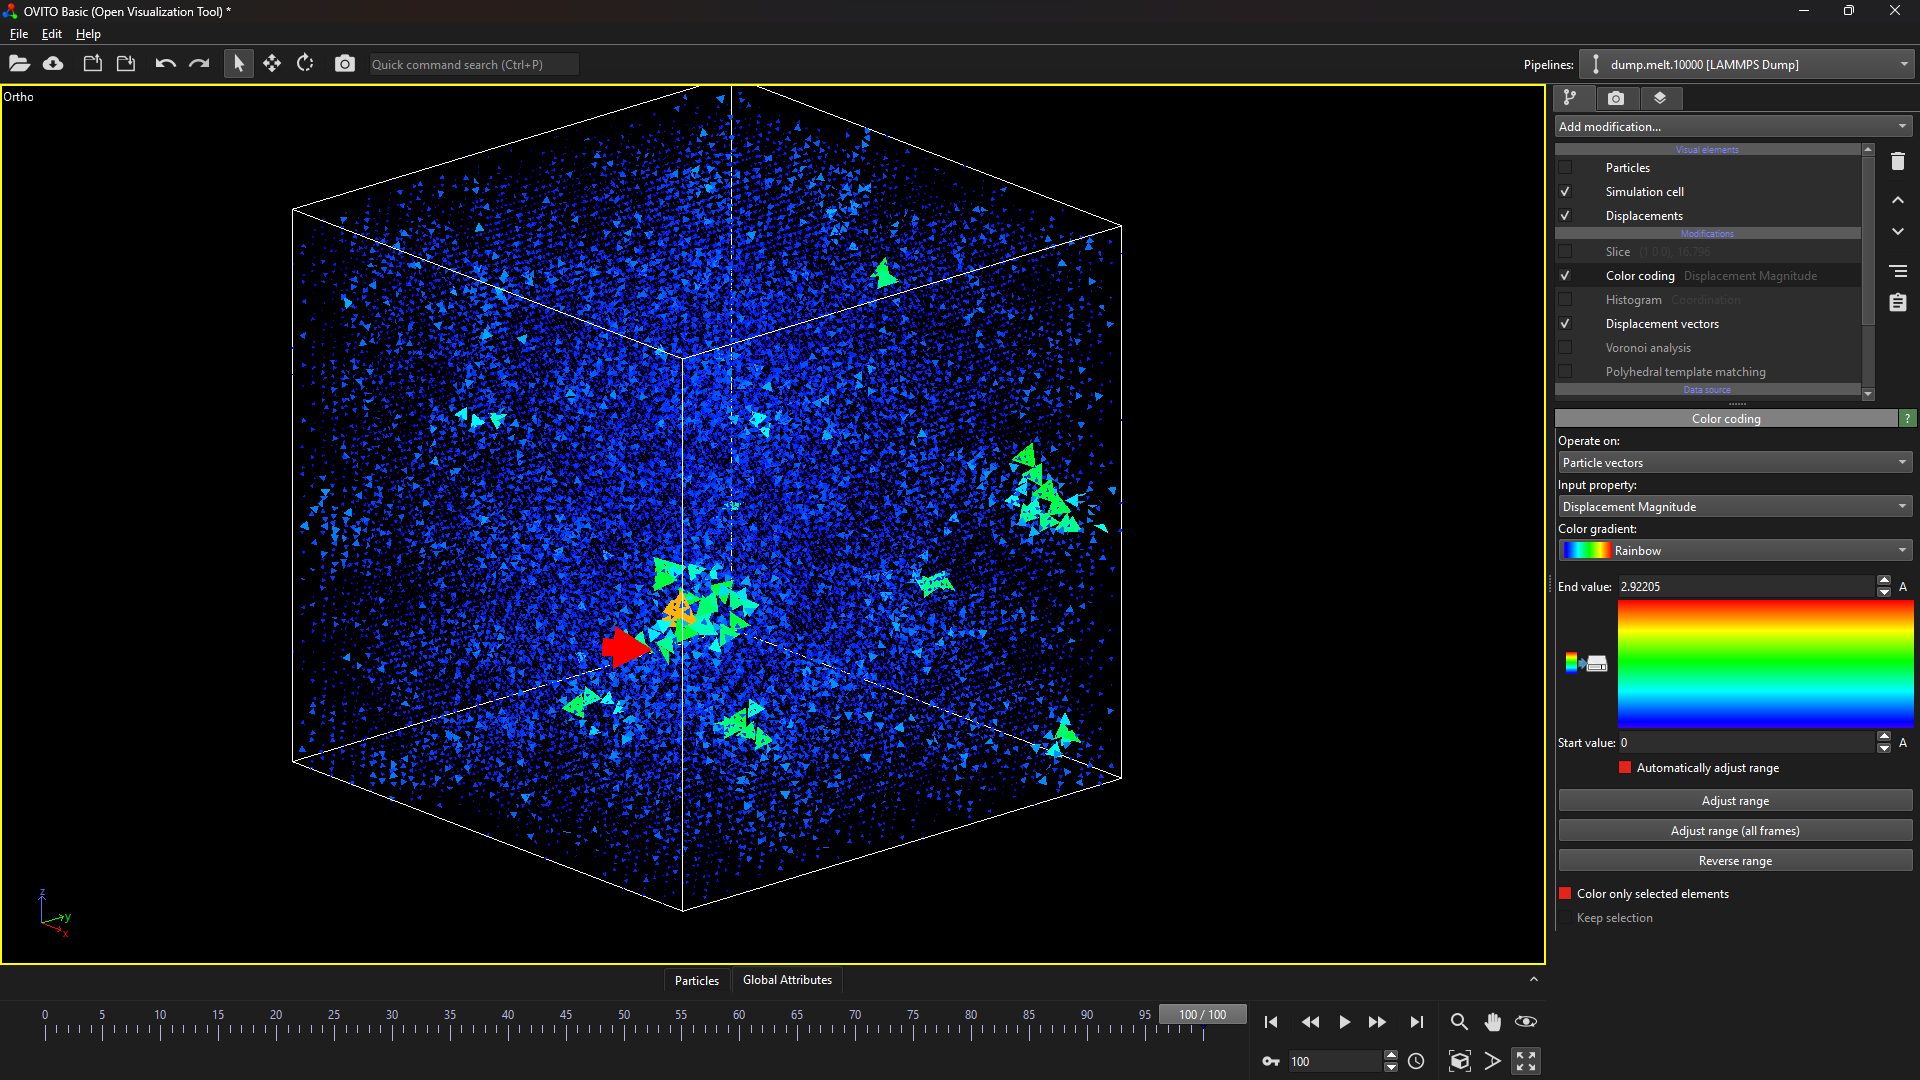 OVITO Basic (Open Visualization Tool) *
File Edit Help
Quick command search (Ctrl+P)
Pipelines: dump.melt.10000 [LAMMPS Dump]
Ortho
Add modification...
Visual elements
Particles
Simulation cell
Displacements
Modifications
Slice (1 0 0), 16.796
Color coding Displacement Magnitude
Histogram Coordination
Displacement vectors
Voronoi analysis
Polyhedral template matching
Data source
Color coding ?
Operate on:
Particle vectors
Input property:
Displacement Magnitude
Color gradient:
Rainbow
End value: 2.92205 A
Start value: 0 A
Automatically adjust range
Adjust range
Adjust range (all frames)
Reverse range
Color only selected elements
Keep selection
z
y
x
Particles Global Attributes
0 5 10 15 20 25 30 35 40 45 50 55 60 65 70 75 80 85 90 95 100 / 100
100